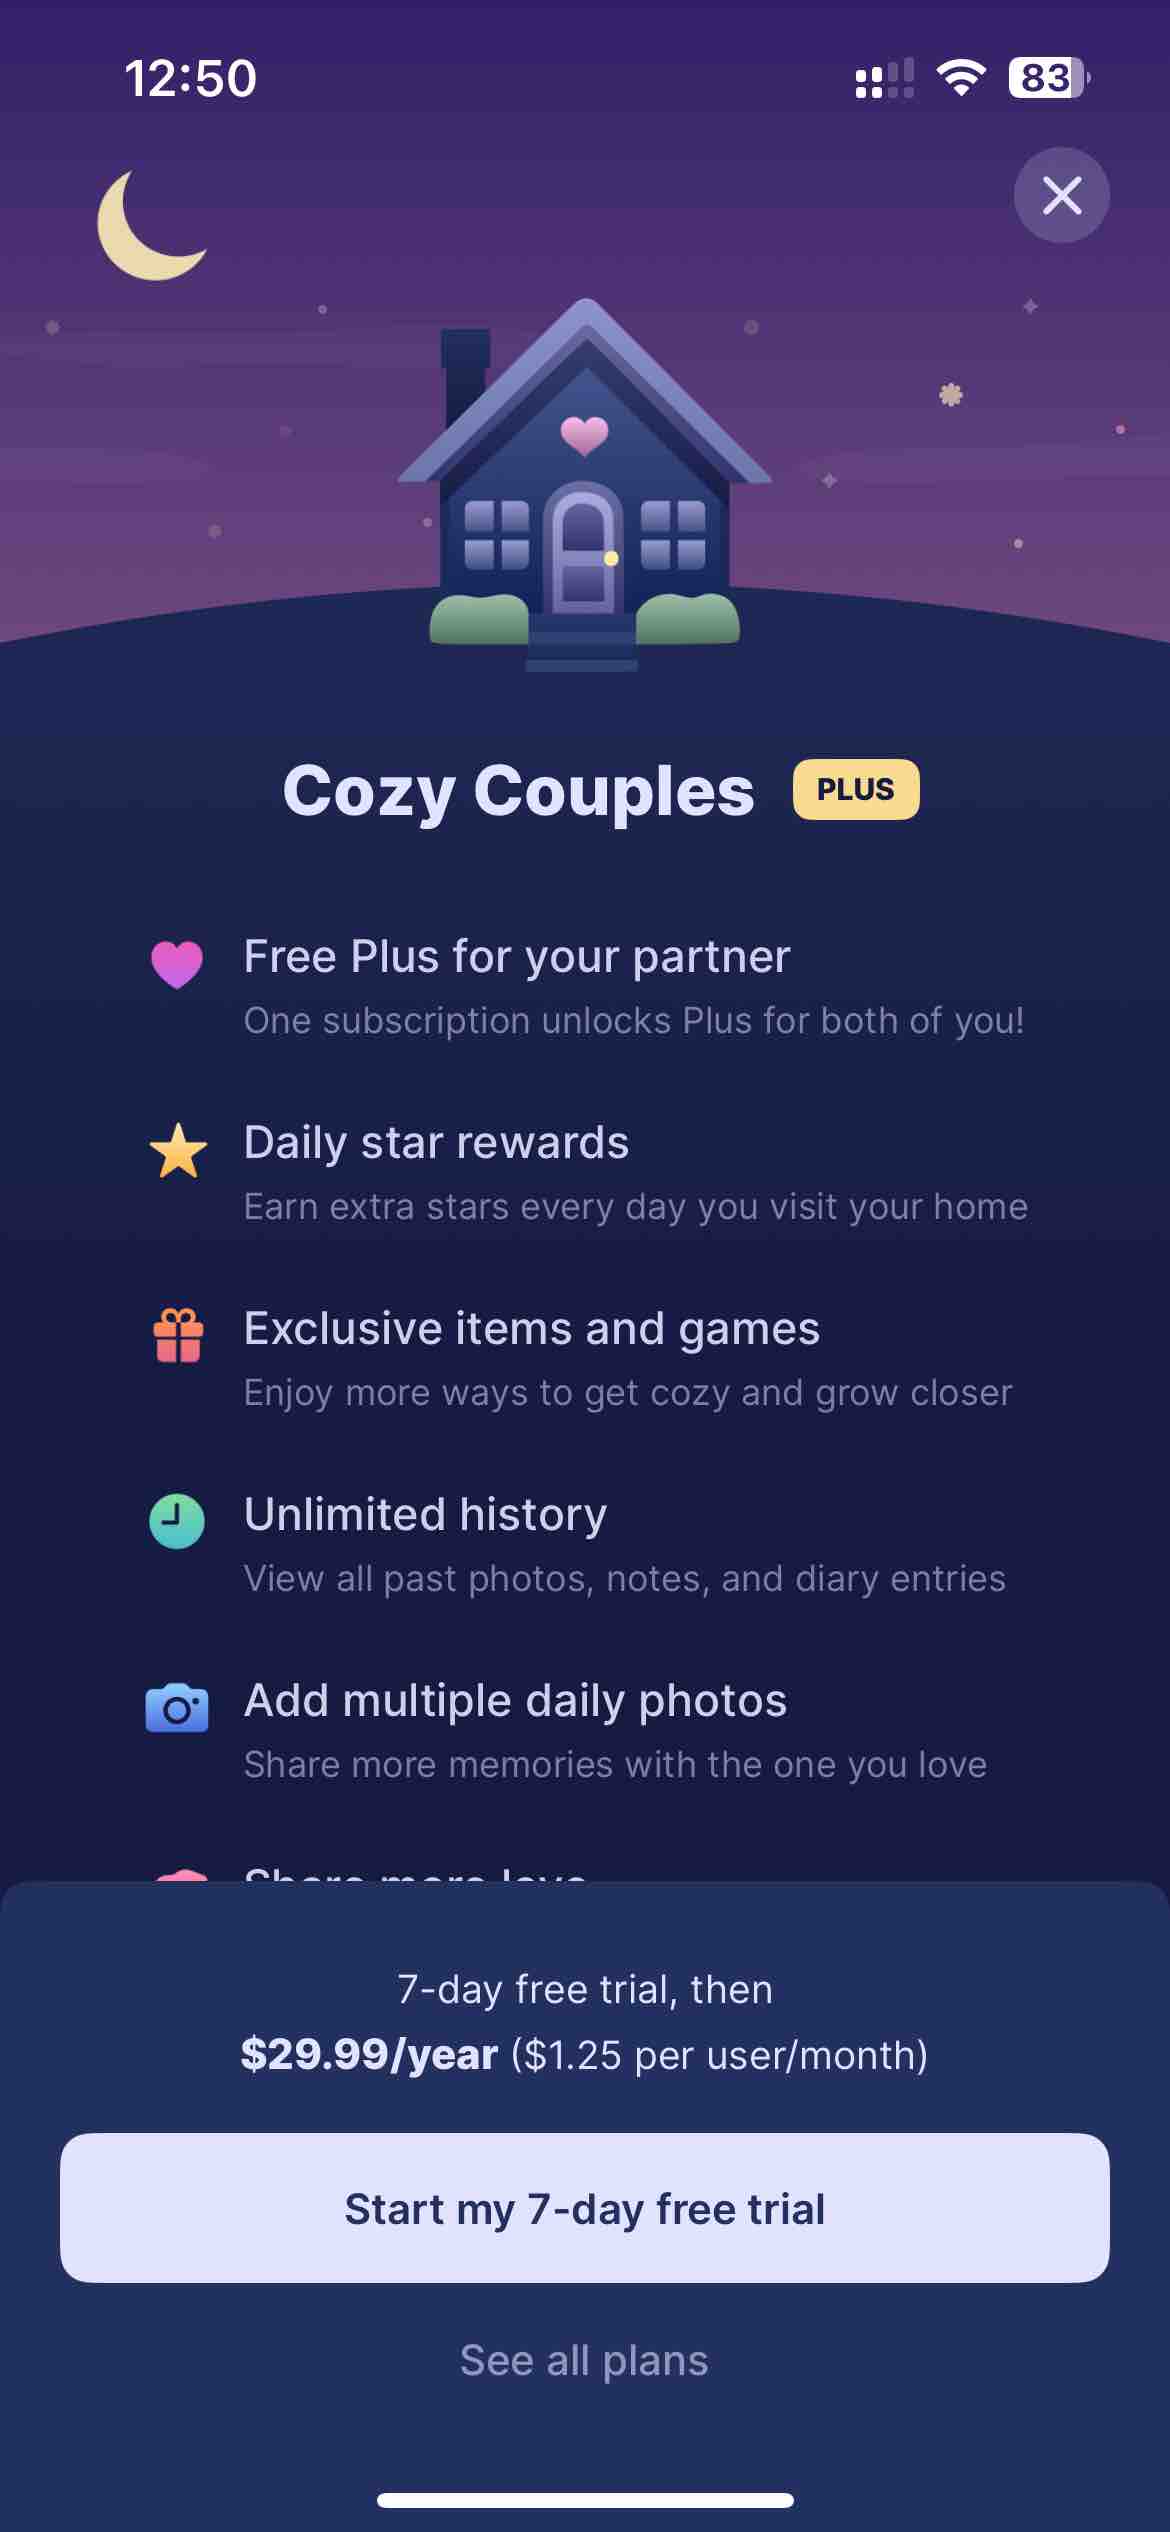 12:50
83
Cozy Couples PLUS
Free Plus for your partner
One subscription unlocks Plus for both of you!
Daily star rewards
Earn extra stars every day you visit your home
Exclusive items and games
Enjoy more ways to get cozy and grow closer
Unlimited history
View all past photos, notes, and diary entries
Add multiple daily photos
Share more memories with the one you love
Share more love
7-day free trial, then
$29.99/year ($1.25 per user/month)
Start my 7-day free trial
See all plans